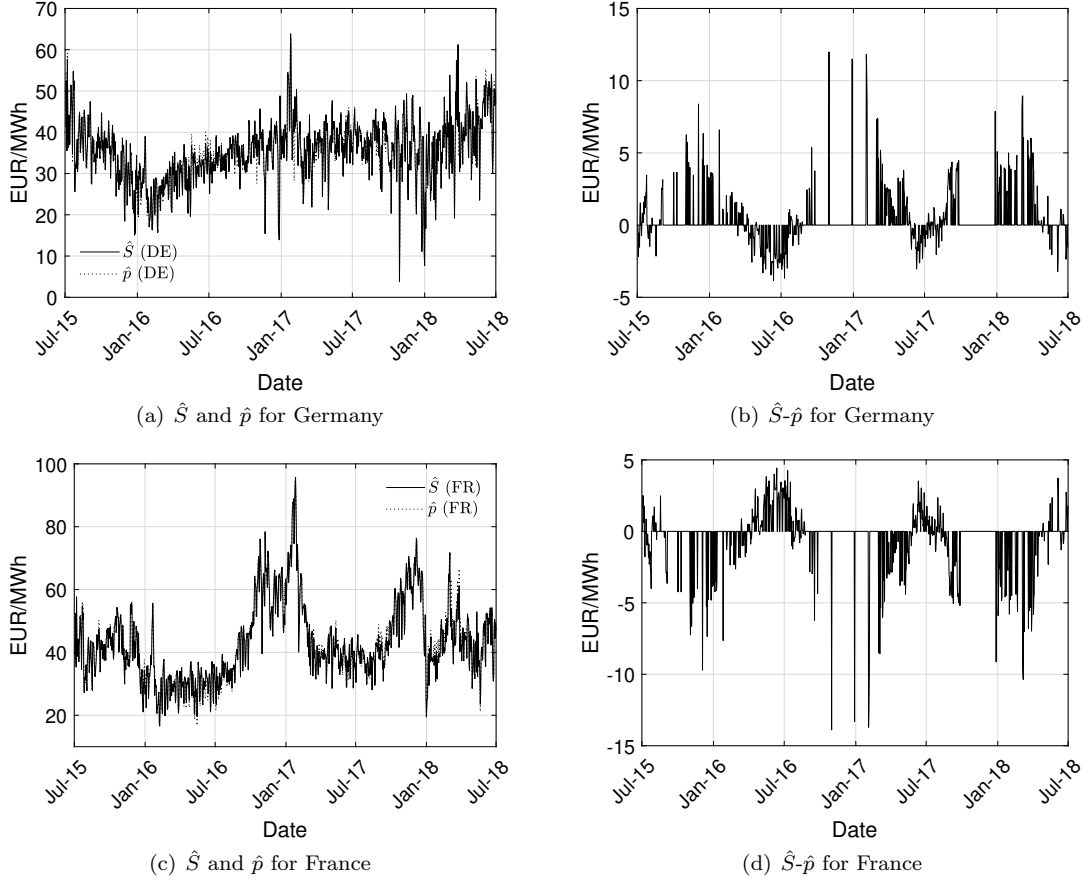 70
60
50
40
30
20
10
0
EUR/MWh
Ŝ (DE)
p̂ (DE)
Jul-15
Jan-16
Jul-16
Jan-17
Jul-17
Jan-18
Jul-18
Date
(a) Ŝ and p̂ for Germany
15
10
5
0
-5
EUR/MWh
Jul-15
Jan-16
Jul-16
Jan-17
Jul-17
Jan-18
Jul-18
Date
(b) Ŝ-p̂ for Germany
100
80
60
40
20
EUR/MWh
Ŝ (FR)
p̂ (FR)
Jul-15
Jan-16
Jul-16
Jan-17
Jul-17
Jan-18
Jul-18
Date
(c) Ŝ and p̂ for France
5
0
-5
-10
-15
EUR/MWh
Jul-15
Jan-16
Jul-16
Jan-17
Jul-17
Jan-18
Jul-18
Date
(d) Ŝ-p̂ for France